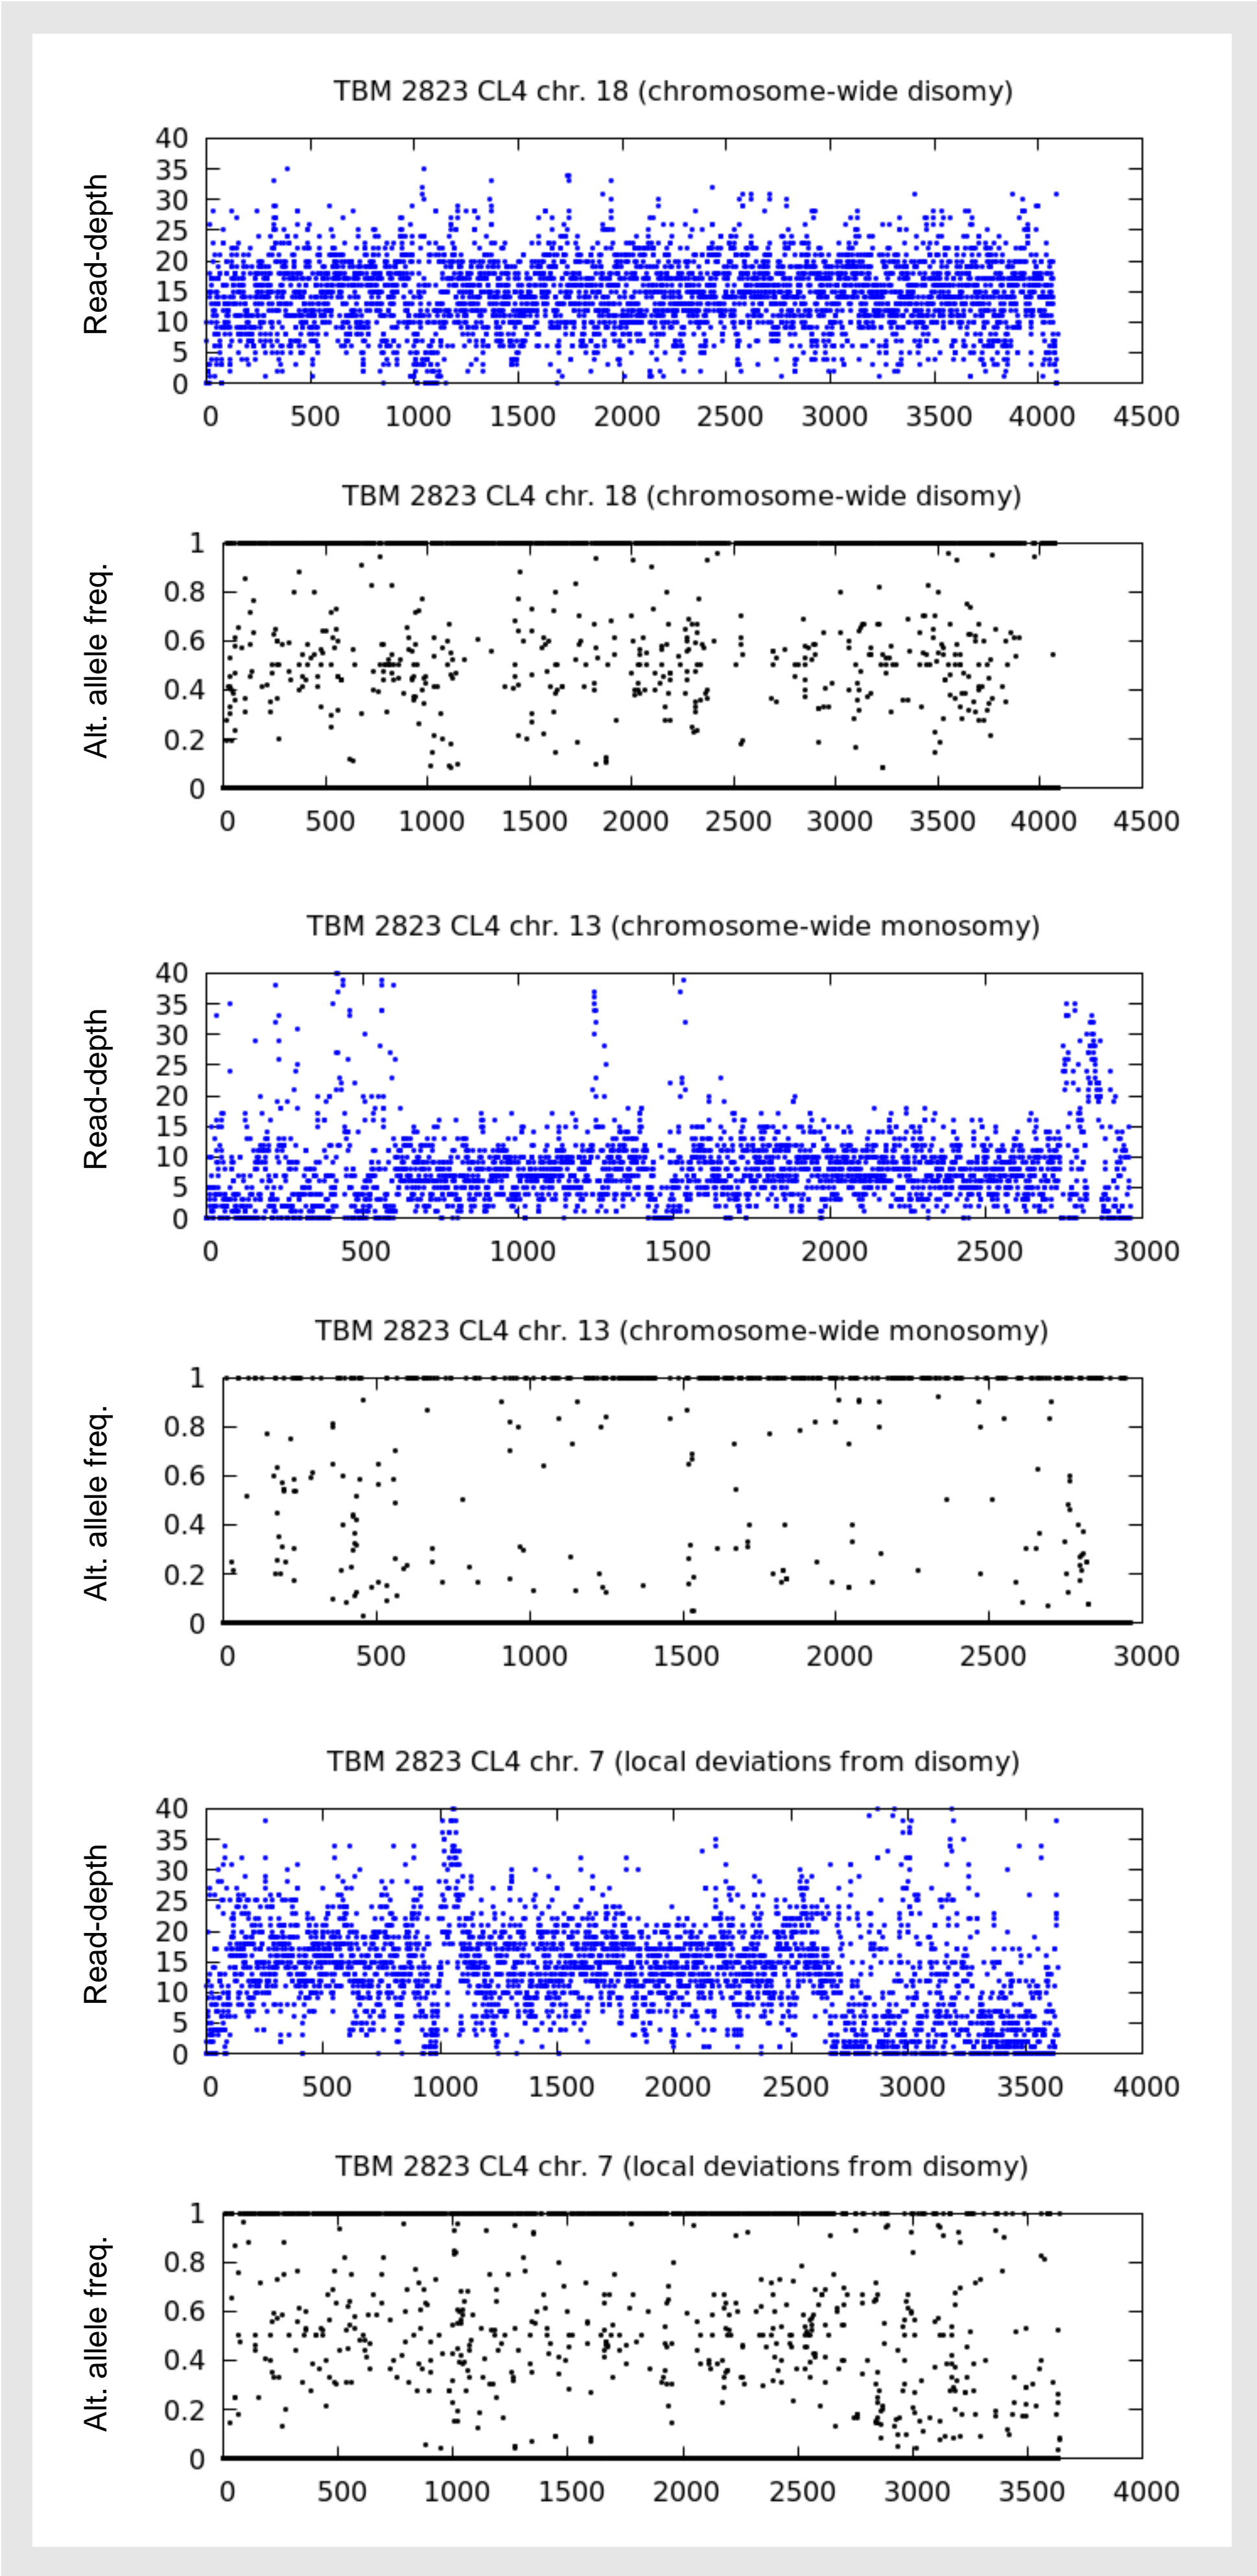 TBM 2823 CL4 chr. 18 (chromosome-wide disomy)
Read-depth
40
35
30
25
20
15
10
5
0
0 500 1000 1500 2000 2500 3000 3500 4000 4500
TBM 2823 CL4 chr. 18 (chromosome-wide disomy)
Alt. allele freq.
1
0.8
0.6
0.4
0.2
0
0 500 1000 1500 2000 2500 3000 3500 4000 4500
TBM 2823 CL4 chr. 13 (chromosome-wide monosomy)
Read-depth
40
35
30
25
20
15
10
5
0
0 500 1000 1500 2000 2500 3000
TBM 2823 CL4 chr. 13 (chromosome-wide monosomy)
Alt. allele freq.
1
0.8
0.6
0.4
0.2
0
0 500 1000 1500 2000 2500 3000
TBM 2823 CL4 chr. 7 (local deviations from disomy)
Read-depth
40
35
30
25
20
15
10
5
0
0 500 1000 1500 2000 2500 3000 3500 4000
TBM 2823 CL4 chr. 7 (local deviations from disomy)
Alt. allele freq.
1
0.8
0.6
0.4
0.2
0
0 500 1000 1500 2000 2500 3000 3500 4000